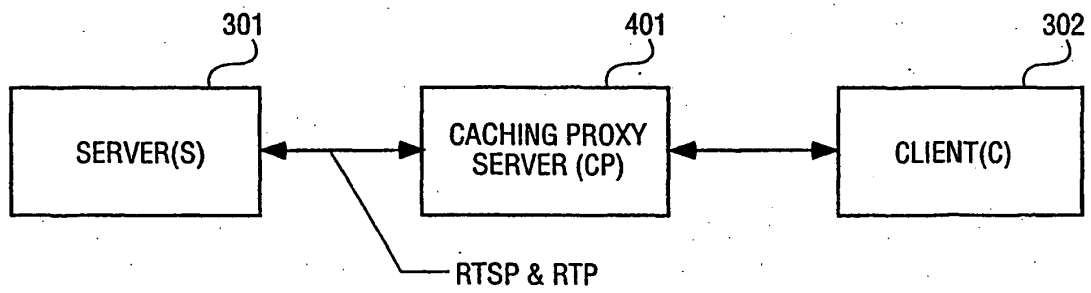 301
401
302
SERVER(S)
CACHING PROXY
SERVER (CP)
CLIENT(C)
RTSP & RTP